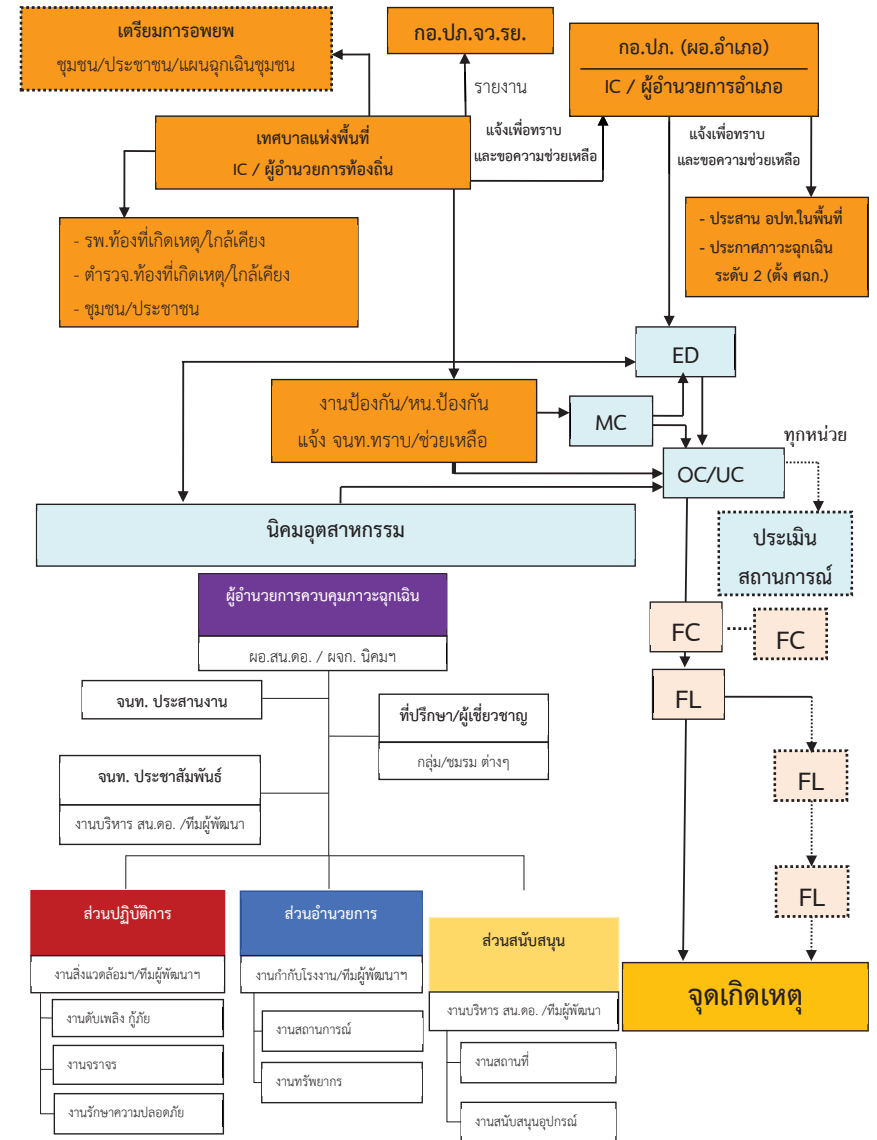 เตรียมการอพยพ
ชุมชน/ประชาชน/แผนฉุกเฉินชุมชน
กอ.ปภ.จว.รย.
กอ.ปภ. (ผอ.อำเภอ)
IC / ผู้อำนวยการอำเภอ
รายงาน
เทศบาลแห่งพื้นที่
IC / ผู้อำนวยการท้องถิ่น
แจ้งเพื่อทราบ
และขอความช่วยเหลือ
แจ้งเพื่อทราบ
และขอความช่วยเหลือ
- รพ.ท้องที่เกิดเหตุ/ใกล้เคียง
- ตำรวจ.ท้องที่เกิดเหตุ/ใกล้เคียง
- ชุมชน/ประชาชน
- ประสาน อปท.ในพื้นที่
- ประกาศภาวะฉุกเฉิน
ระดับ 2 (ตั้ง ศฉก.)
ED
งานป้องกัน/หน.ป้องกัน
แจ้ง จนท.ทราบ/ช่วยเหลือ
MC
ทุกหน่วย
OC/UC
นิคมอุตสาหกรรม
ประเมิน
สถานการณ์
ผู้อำนวยการควบคุมภาวะฉุกเฉิน
ผอ.สน.ดอ. / ผจก. นิคมฯ
FC
FC
FL
จนท. ประสานงาน
ที่ปรึกษา/ผู้เชี่ยวชาญ
กลุ่ม/ชมรม ต่างๆ
จนท. ประชาสัมพันธ์
งานบริหาร สน.ดอ. /ทีมผู้พัฒนา
FL
FL
ส่วนปฏิบัติการ
งานสิ่งแวดล้อมฯ/ทีมผู้พัฒนาฯ
งานดับเพลิง กู้ภัย
งานจราจร
งานรักษาความปลอดภัย
ส่วนอำนวยการ
งานกำกับโรงงาน/ทีมผู้พัฒนาฯ
งานสถานการณ์
งานทรัพยากร
ส่วนสนับสนุน
งานบริหาร สน.ดอ. /ทีมผู้พัฒนา
งานสถานที่
งานสนับสนุนอุปกรณ์
จุดเกิดเหตุ